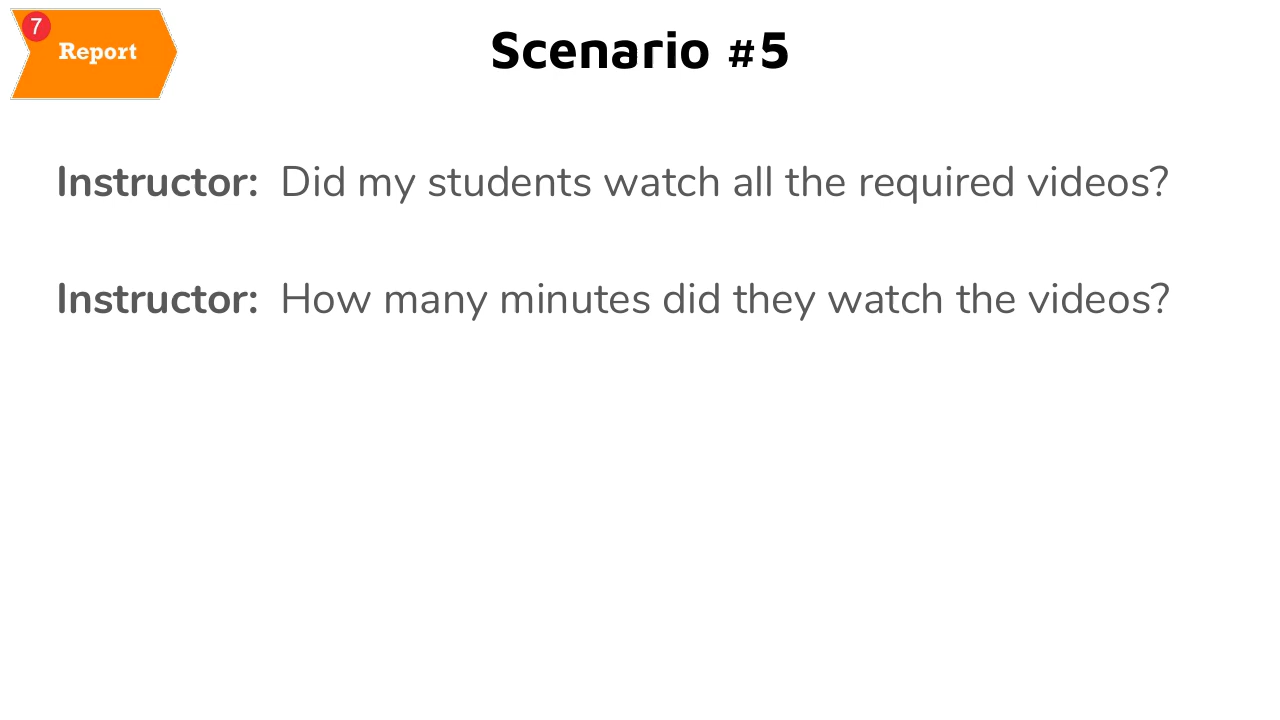 7
Report
Scenario #5
Instructor: Did my students watch all the required videos?
Instructor: How many minutes did they watch the videos?